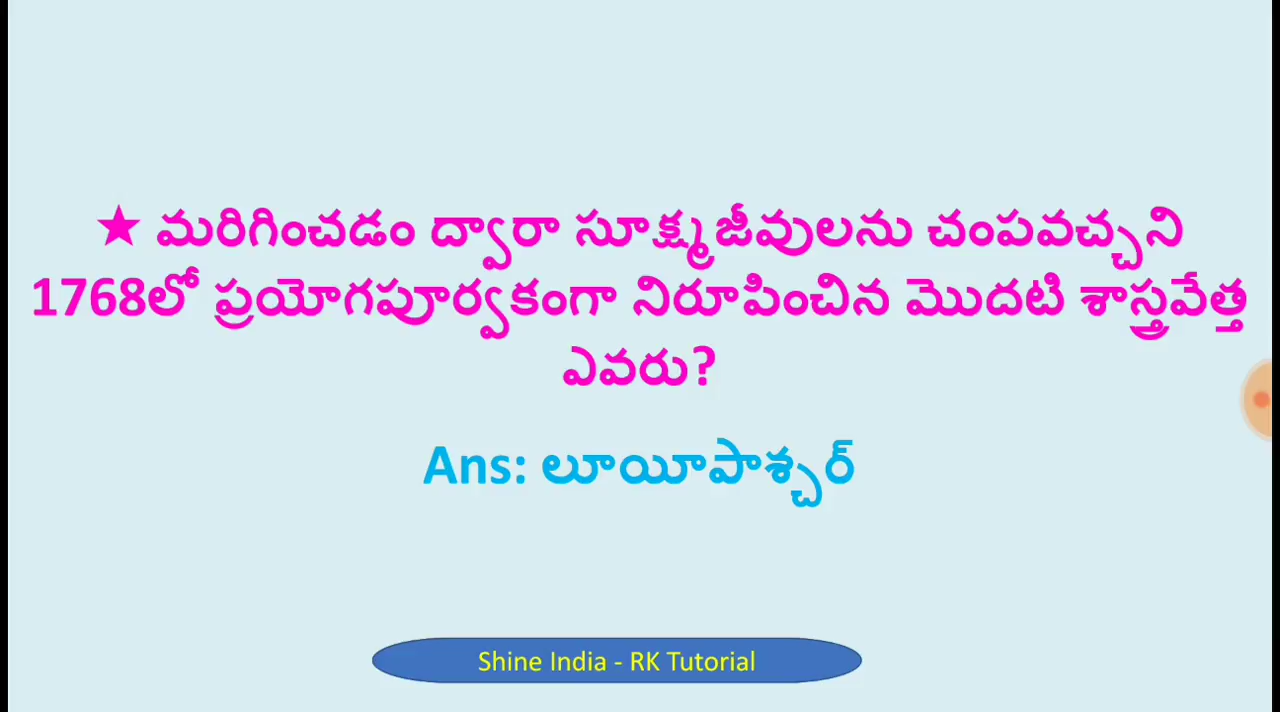 ★ మరిగించడం ద్వారా సూక్ష్మజీవులను చంపవచ్చని
1768లో ప్రయోగపూర్వకంగా నిరూపించిన మొదటి శాస్త్రవేత్త
ఎవరు?
Ans: లూయీపాశ్చర్
Shine India - RK Tutorial